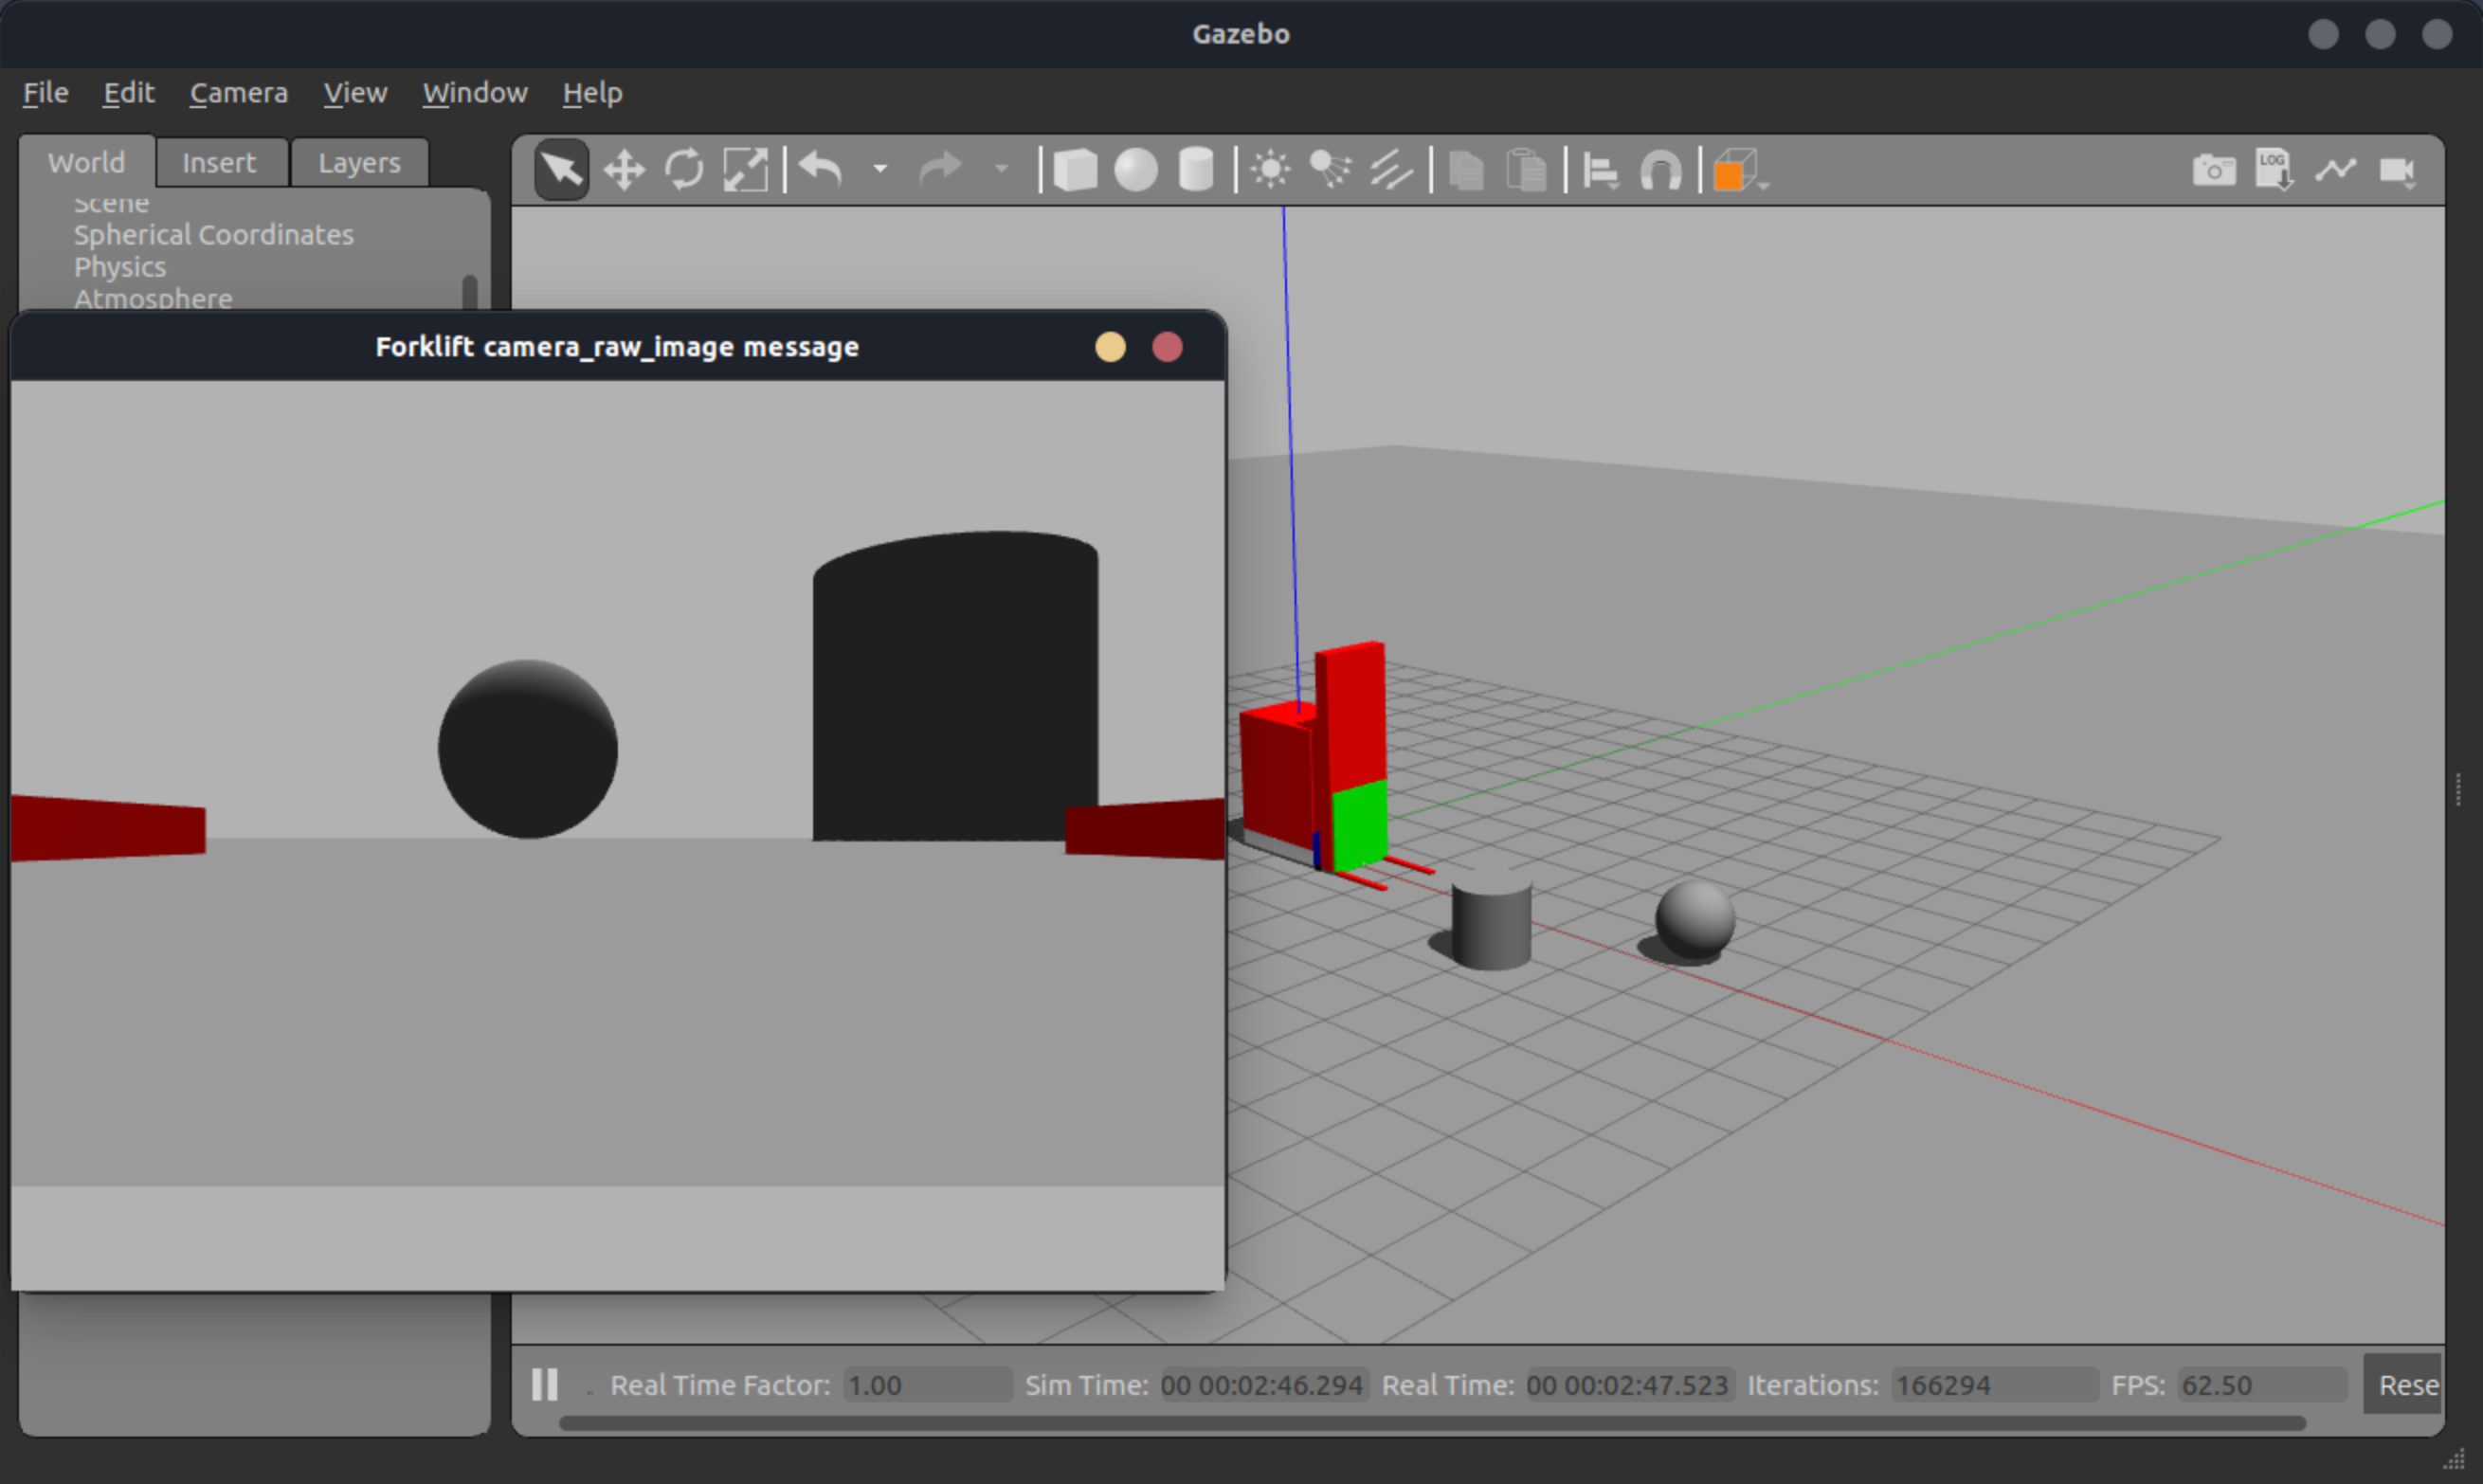 Gazebo
File Edit Camera View Window Help
World Insert Layers
LOG
Scene
Spherical Coordinates
Physics
Atmosphere
Forklift camera_raw_image message
Real Time Factor: 1.00 Sim Time: 00 00:02:46.294 Real Time: 00 00:02:47.523 Iterations: 166294 FPS: 62.50 Rese